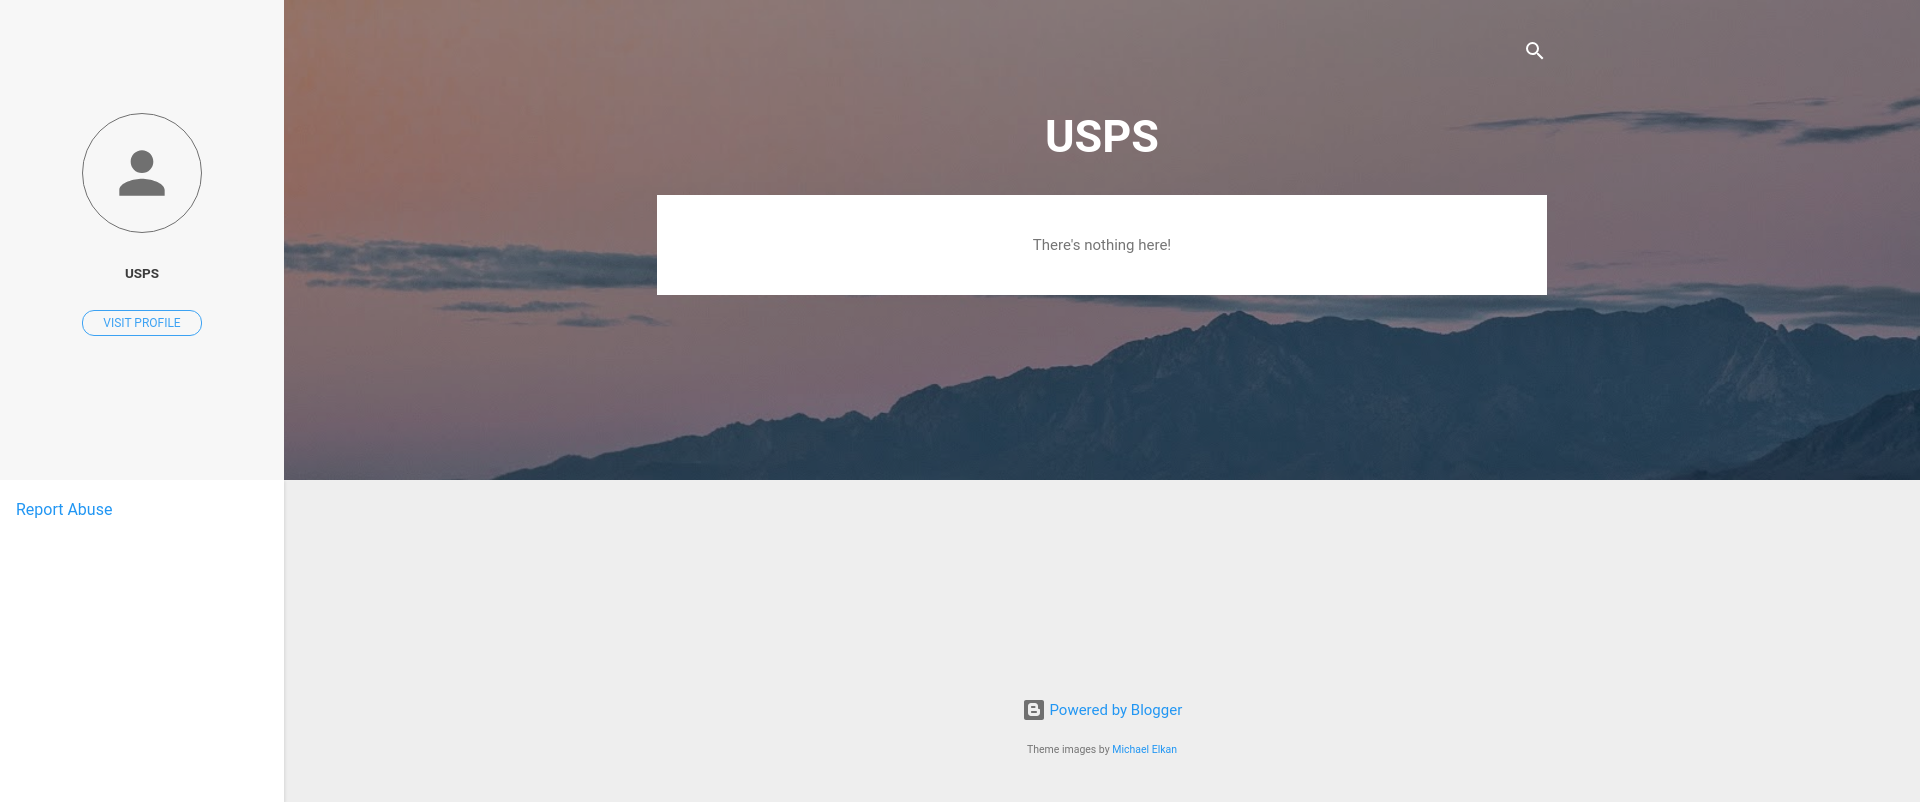 USPS
VISIT PROFILE
Report Abuse
USPS
There's nothing here!
Powered by Blogger
Theme images by Michael Elkan